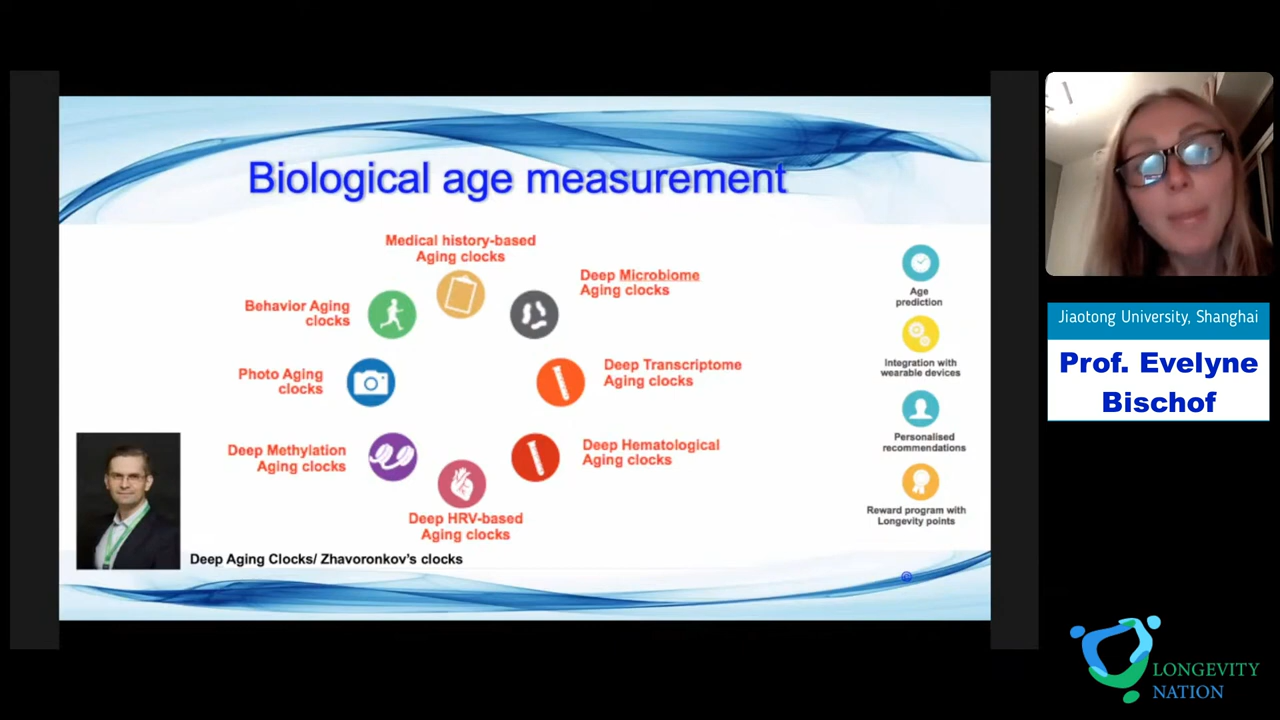 Biological age measurement
Medical history-based
Aging clocks
Deep Microbiome
Aging clocks
Behavior Aging
clocks
Deep Transcriptome
Aging clocks
Photo Aging
clocks
Deep Hematological
Aging clocks
Deep Methylation
Aging clocks
Deep HRV-based
Aging clocks
Deep Aging Clocks/ Zhavoronkov's clocks
Age
prediction
Integration with
wearable devices
Personalised
recommendations
Reward program with
Longevity points
Jiaotong University, Shanghai
Prof. Evelyne
Bischof
LONGEVITY
NATION